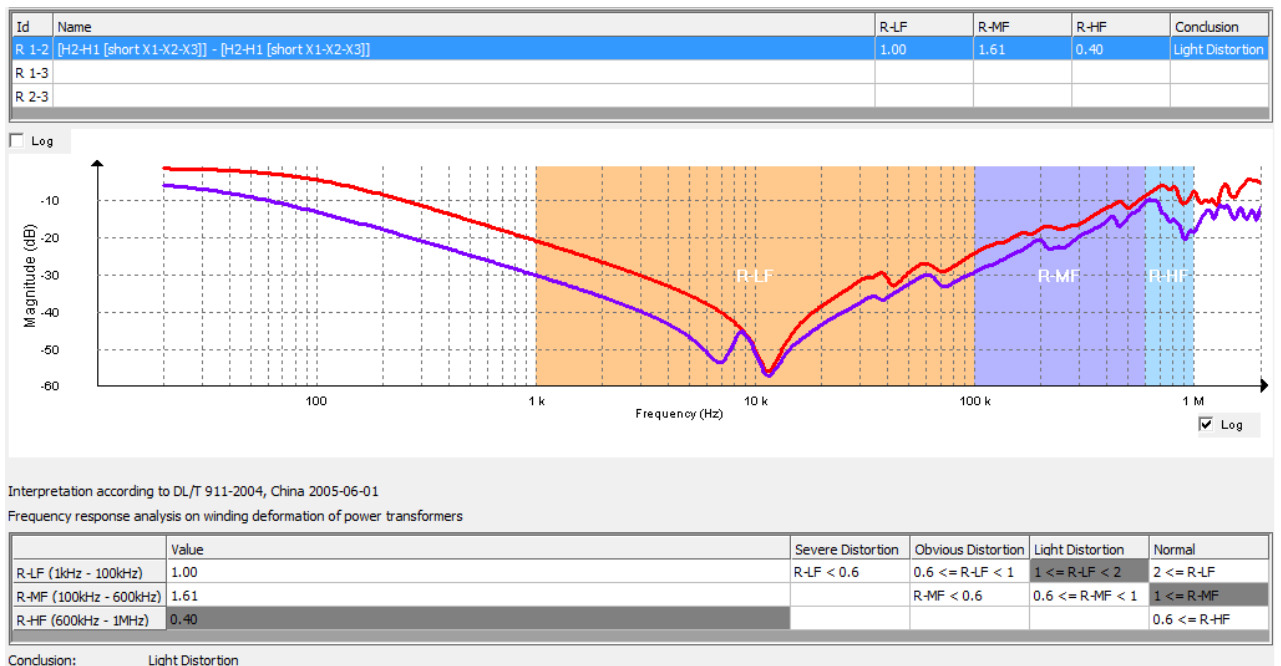 Id Name R-LF R-MF R-HF Conclusion
R 1-2 [H2-H1 [short X1-X2-X3]] - [H2-H1 [short X1-X2-X3]] 1.00 1.61 0.40 Light Distortion
R 1-3
R 2-3
Log
-10
-20
-30
-40
-50
-60
Magnitude (dB)
R-LF R-MF R-HF
100 1 k 10 k 100 k 1 M
Frequency (Hz)
Log
Interpretation according to DL/T 911-2004, China 2005-06-01
Frequency response analysis on winding deformation of power transformers
Value Severe Distortion Obvious Distortion Light Distortion Normal
R-LF (1kHz - 100kHz) 1.00 R-LF < 0.6 0.6 <= R-LF < 1 1 <= R-LF < 2 2 <= R-LF
R-MF (100kHz - 600kHz) 1.61 R-MF < 0.6 0.6 <= R-MF < 1 1 <= R-MF
R-HF (600kHz - 1MHz) 0.40 0.6 <= R-HF
Conclusion: Light Distortion